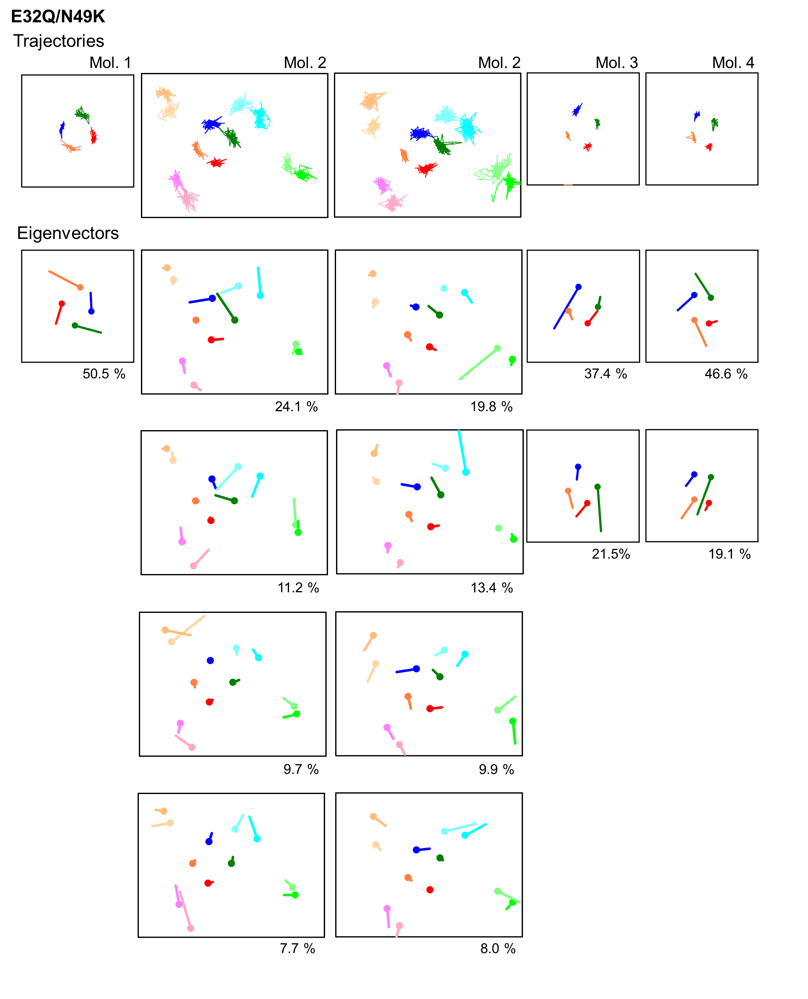 E32Q/N49K
Trajectories
Mol. 1 Mol. 2 Mol. 2 Mol. 3 Mol. 4
Eigenvectors
50.5 % 37.4 % 46.6 %
24.1 % 19.8 %
21.5% 19.1 %
11.2 % 13.4 %
9.7 % 9.9 %
7.7 % 8.0 %